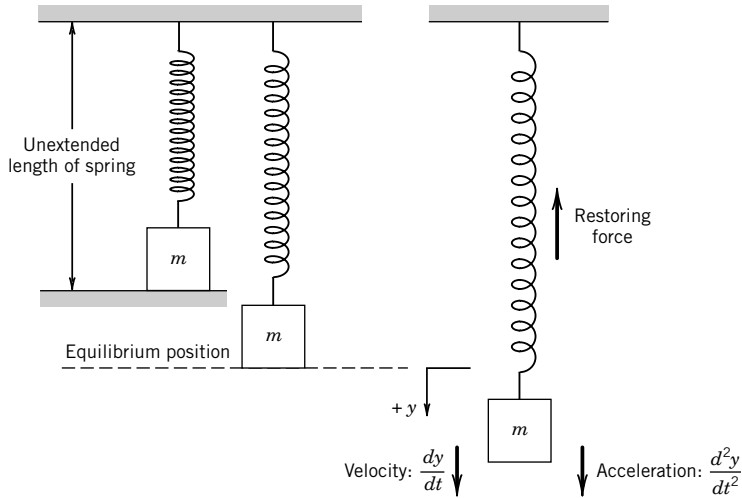 Unextended
length of spring
m
m
Equilibrium position
Restoring
force
+ y
m
Velocity: dy/dt
Acceleration: d²y/dt²